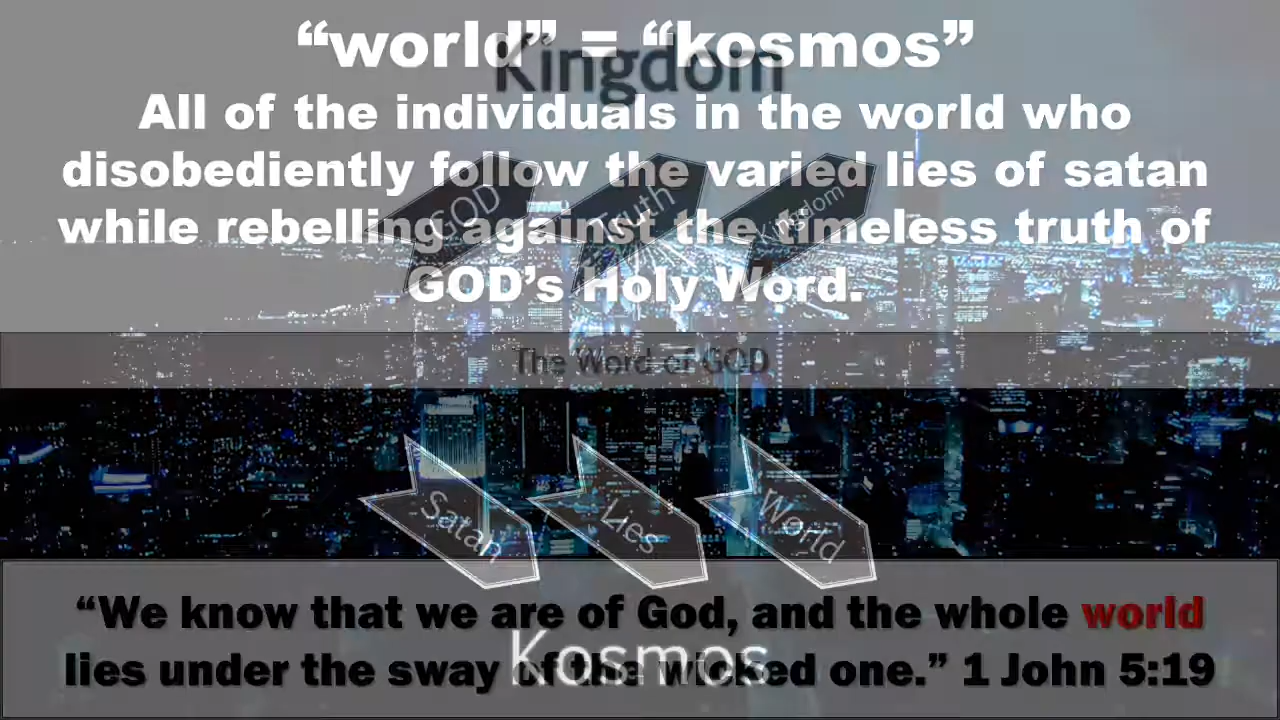 “world” = “kosmos”
Kingdom
All of the individuals in the world who
disobediently follow the varied lies of satan
while rebelling against the timeless truth of
GOD’s Holy Word.
GOD
Truth
Kingdom
The Word of GOD
Satan
Lies
World
“We know that we are of God, and the whole world
lies under the sway of the wicked one.” 1 John 5:19
Kosmos